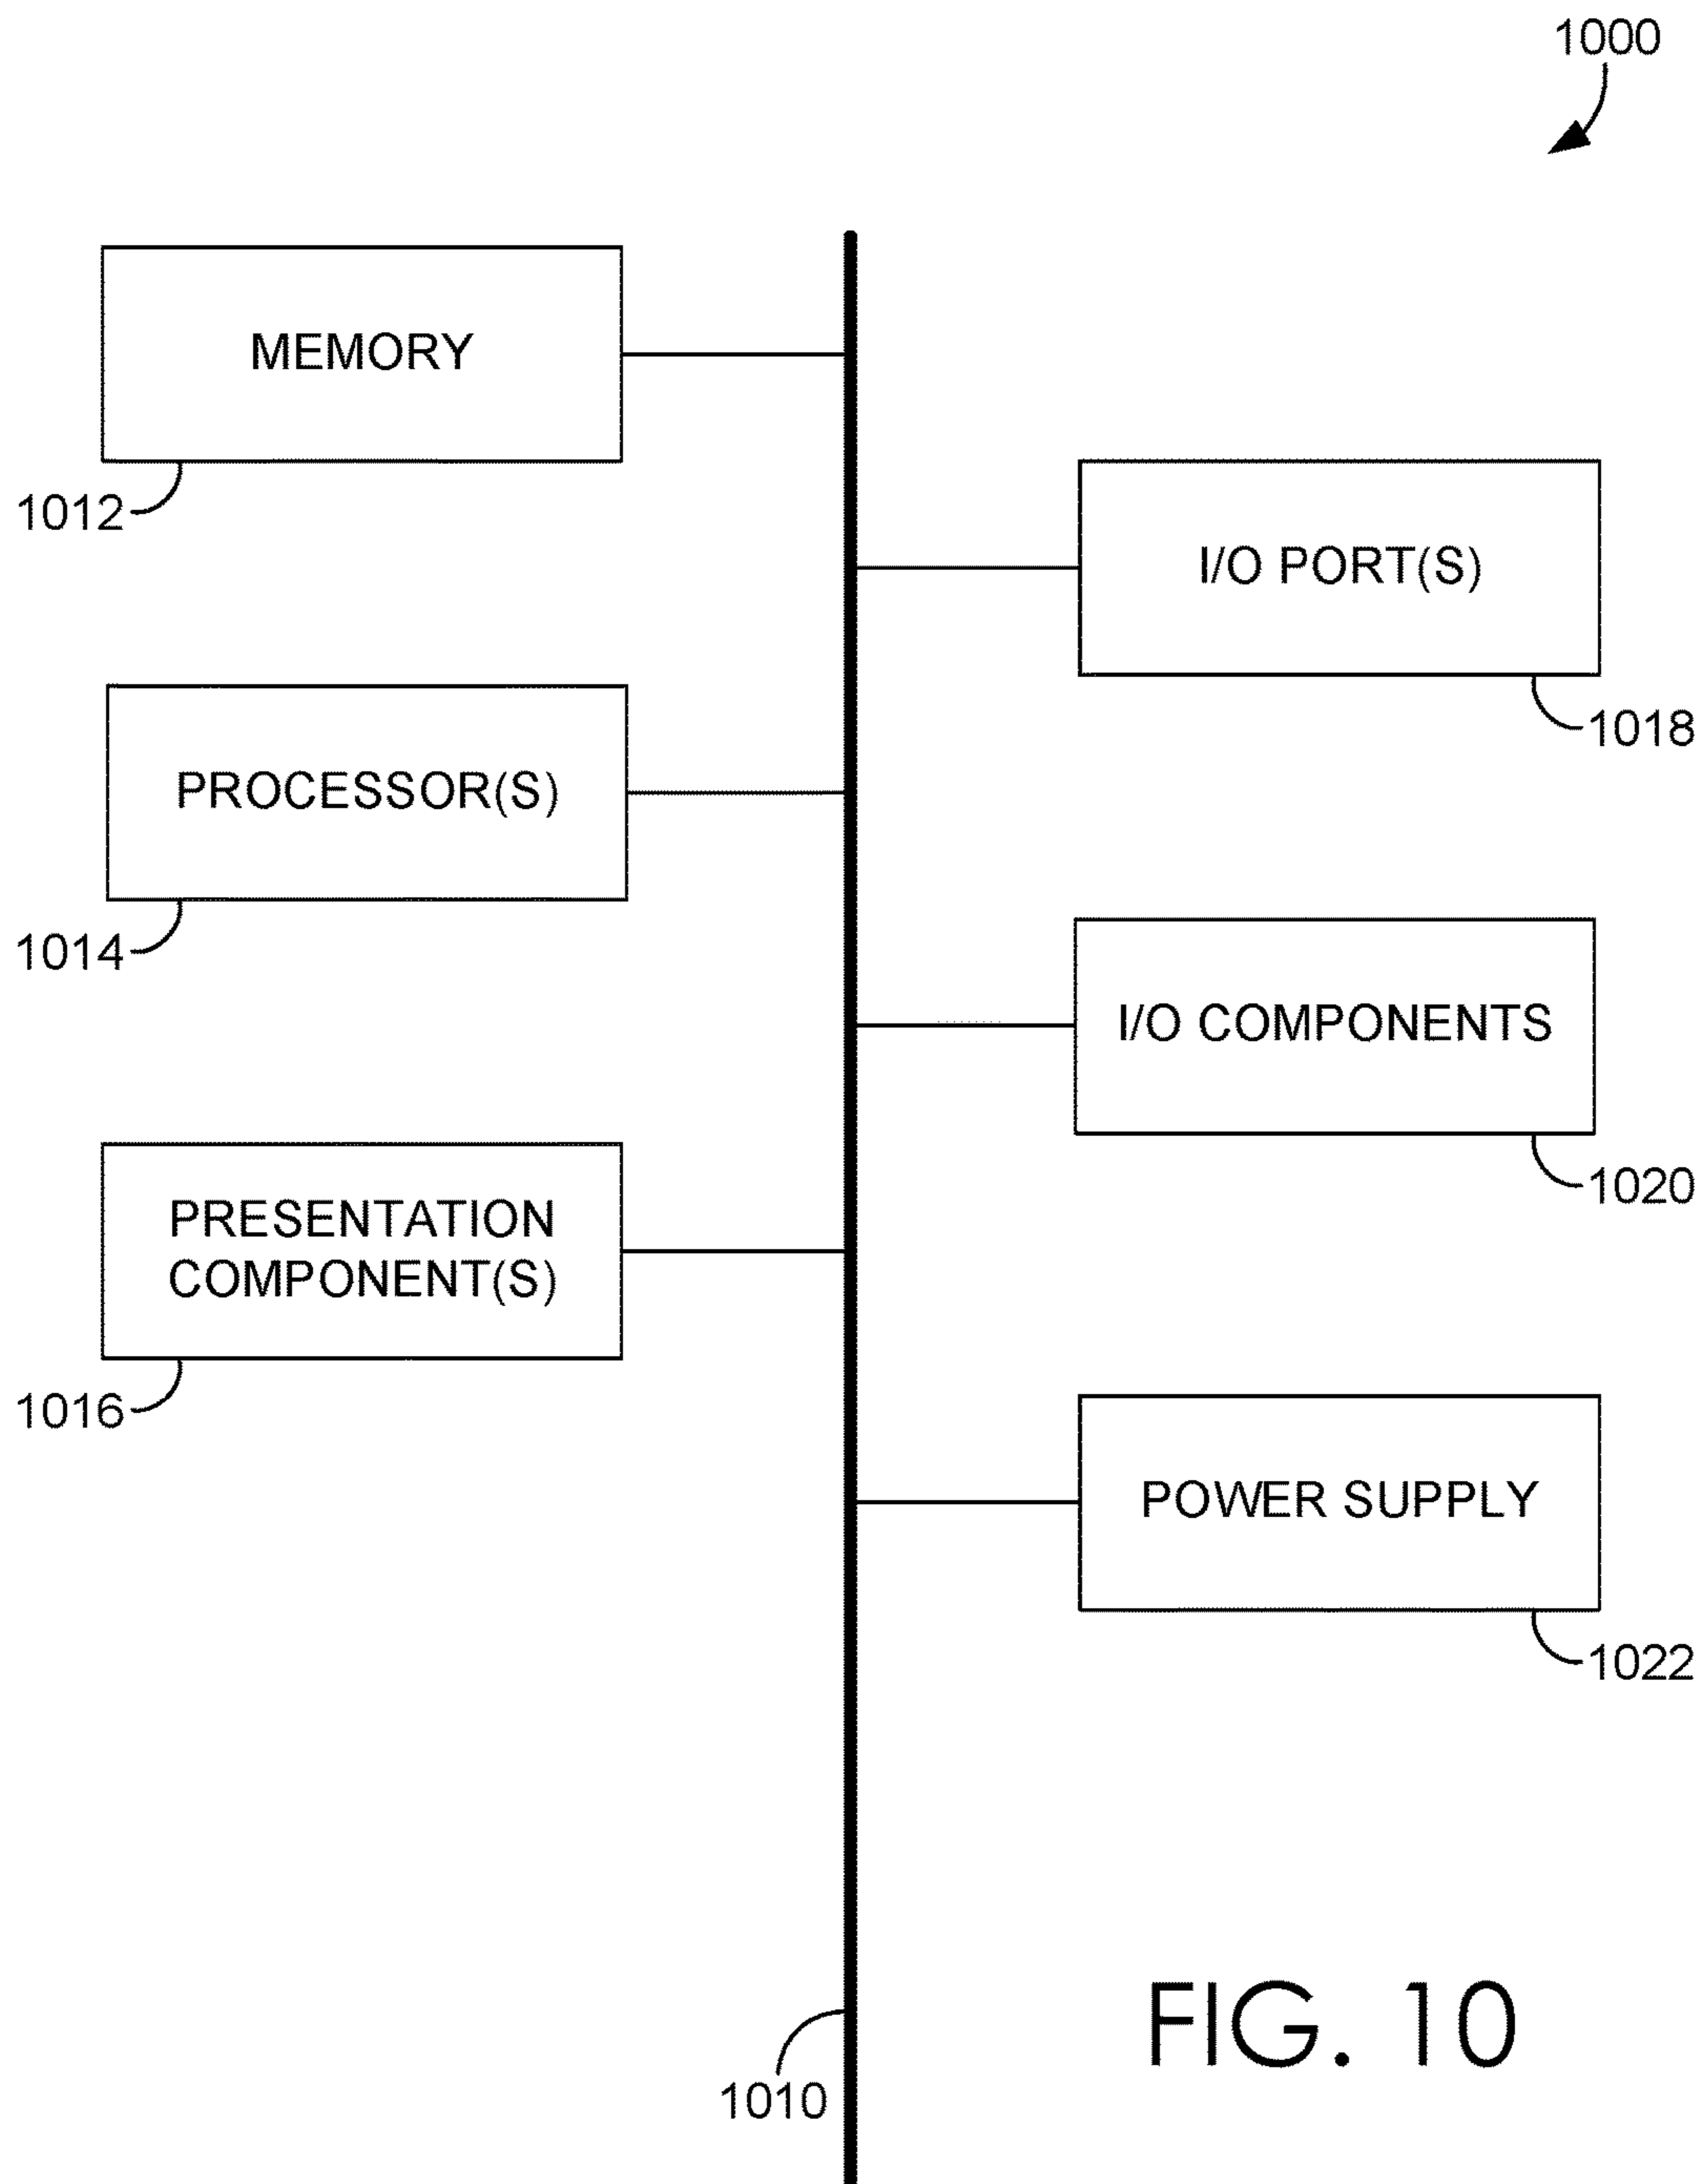 1000
MEMORY
1012
I/O PORT(S)
1018
PROCESSOR(S)
1014
I/O COMPONENTS
1020
PRESENTATION
COMPONENT(S)
1016
POWER SUPPLY
1022
FIG. 10
1010